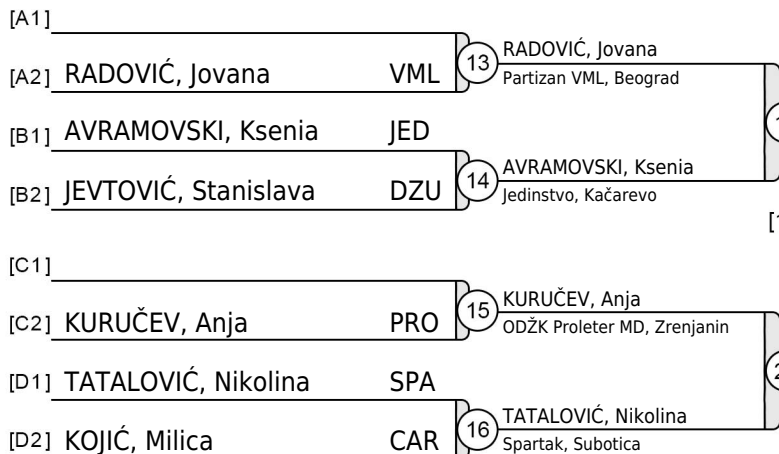 [A1]
[A2] RADOVIĆ, Jovana VML
13
RADOVIĆ, Jovana
Partizan VML, Beograd
[B1] AVRAMOVSKI, Ksenia JED
[B2] JEVTOVIĆ, Stanislava DZU
14
AVRAMOVSKI, Ksenia
Jedinstvo, Kačarevo
[C1]
[C2] KURUČEV, Anja PRO
15
KURUČEV, Anja
ODŽK Proleter MD, Zrenjanin
[D1] TATALOVIĆ, Nikolina SPA
[D2] KOJIĆ, Milica CAR
16
TATALOVIĆ, Nikolina
Spartak, Subotica